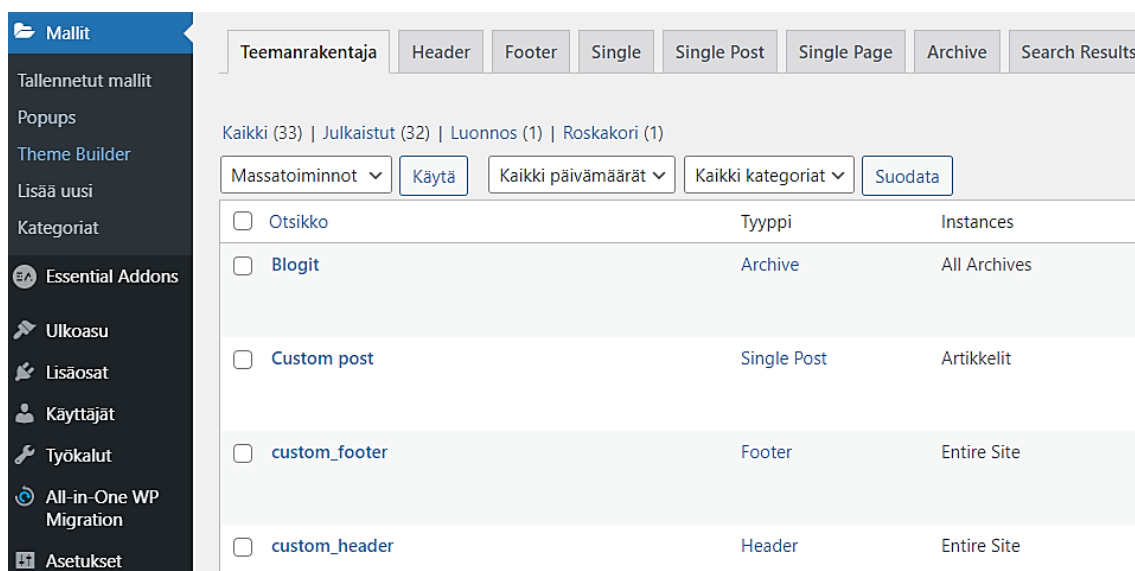 Mallit
Tallennetut mallit
Popups
Theme Builder
Lisää uusi
Kategoriat
Essential Addons
Ulkoasu
Lisäosat
Käyttäjät
Työkalut
All-in-One WP
Migration
Asetukset
Teemanrakentaja Header Footer Single Single Post Single Page Archive Search Results
Kaikki (33) | Julkaistut (32) | Luonnos (1) | Roskakori (1)
Massatoiminnot Käytä Kaikki päivämäärät Kaikki kategoriat Suodata
Otsikko Tyyppi Instances
Blogit Archive All Archives
Custom post Single Post Artikkelit
custom_footer Footer Entire Site
custom_header Header Entire Site